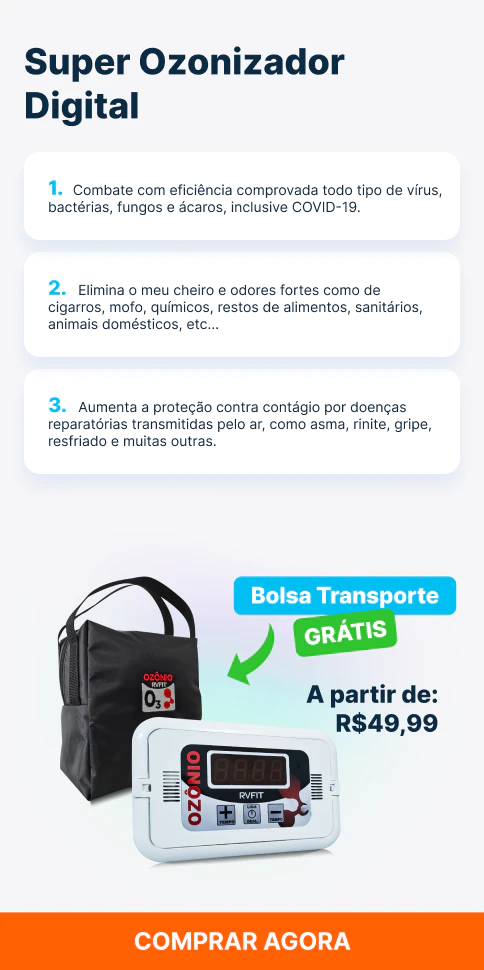 Super Ozonizador
Digital
1. Combate com eficiência comprovada todo tipo de vírus,
bactérias, fungos e ácaros, inclusive COVID-19.
2. Elimina o meu cheiro e odores fortes como de
cigarros, mofo, químicos, restos de alimentos, sanitários,
animais domésticos, etc...
3. Aumenta a proteção contra contágio por doenças
reparatórias transmitidas pelo ar, como asma, rinite, gripe,
resfriado e muitas outras.
Bolsa Transporte
GRÁTIS
A partir de:
R$49,99
OZÔNIO
RVFIT
O3
OZÔNIO
8888
RVFIT
+
TEMPO
LIGA
DESL
-
TEMPO
COMPRAR AGORA